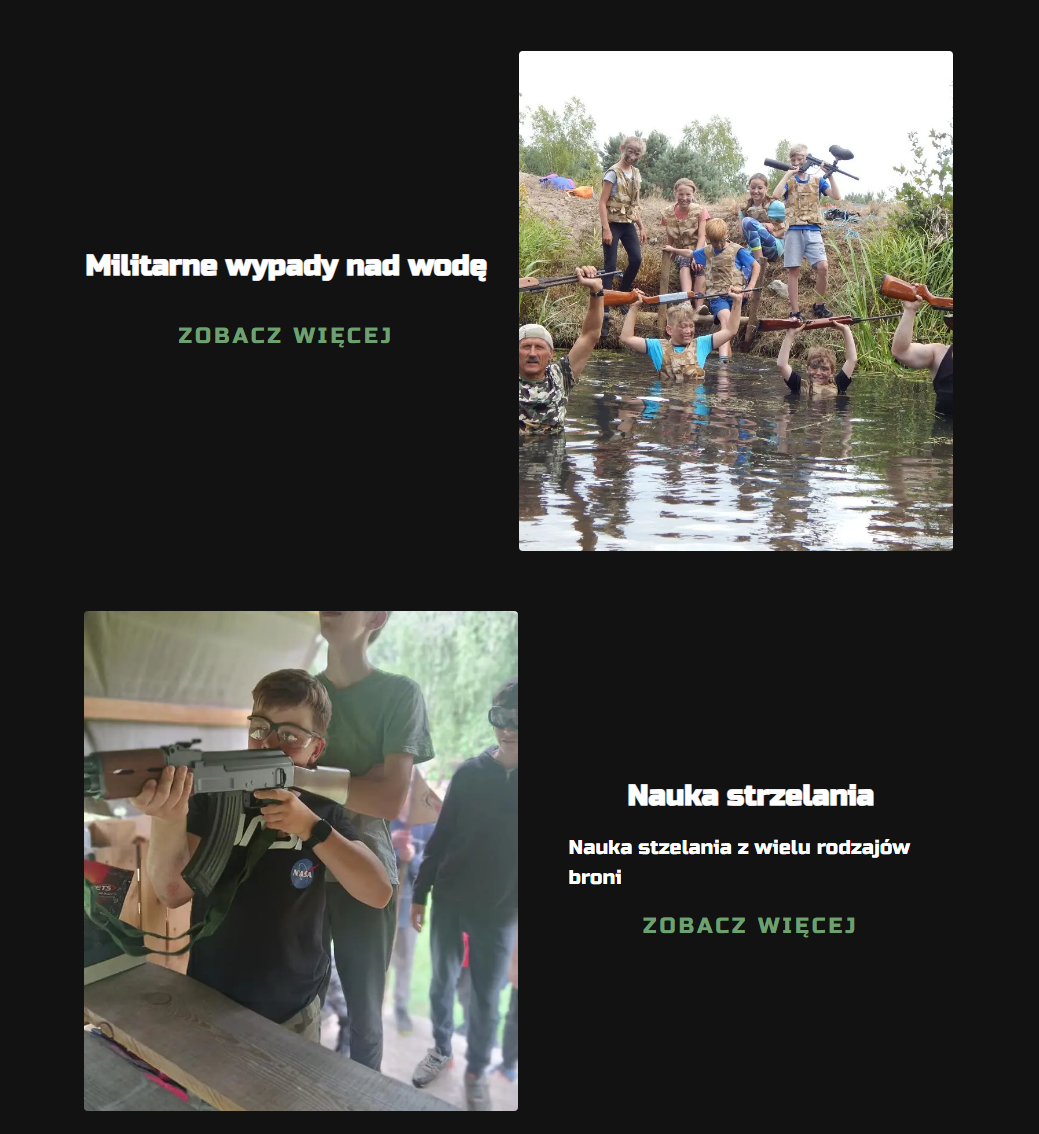 Militarne wypady nad wodę
ZOBACZ WIĘCEJ
NASA
Nauka strzelania
Nauka stzelania z wielu rodzajów
broni
ZOBACZ WIĘCEJ